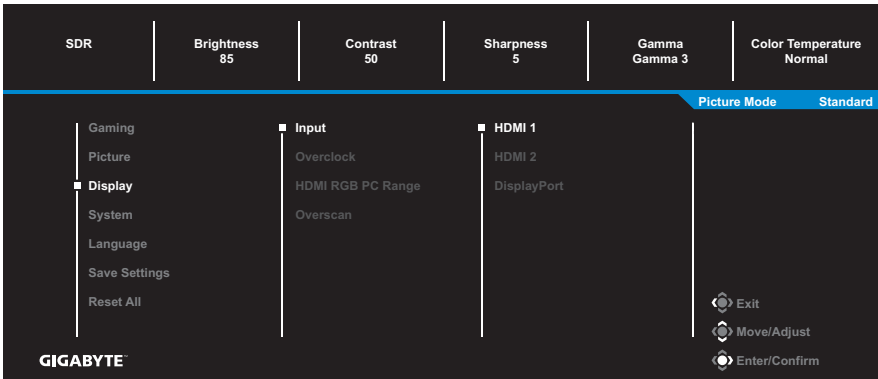 SDR Brightness Contrast Sharpness Gamma Color Temperature
85 50 5 Gamma 3 Normal
Picture Mode Standard
Gaming Input HDMI 1
Picture Overclock HDMI 2
Display HDMI RGB PC Range DisplayPort
System Overscan
Language
Save Settings
Reset All Exit
Move/Adjust
GIGABYTE™ Enter/Confirm